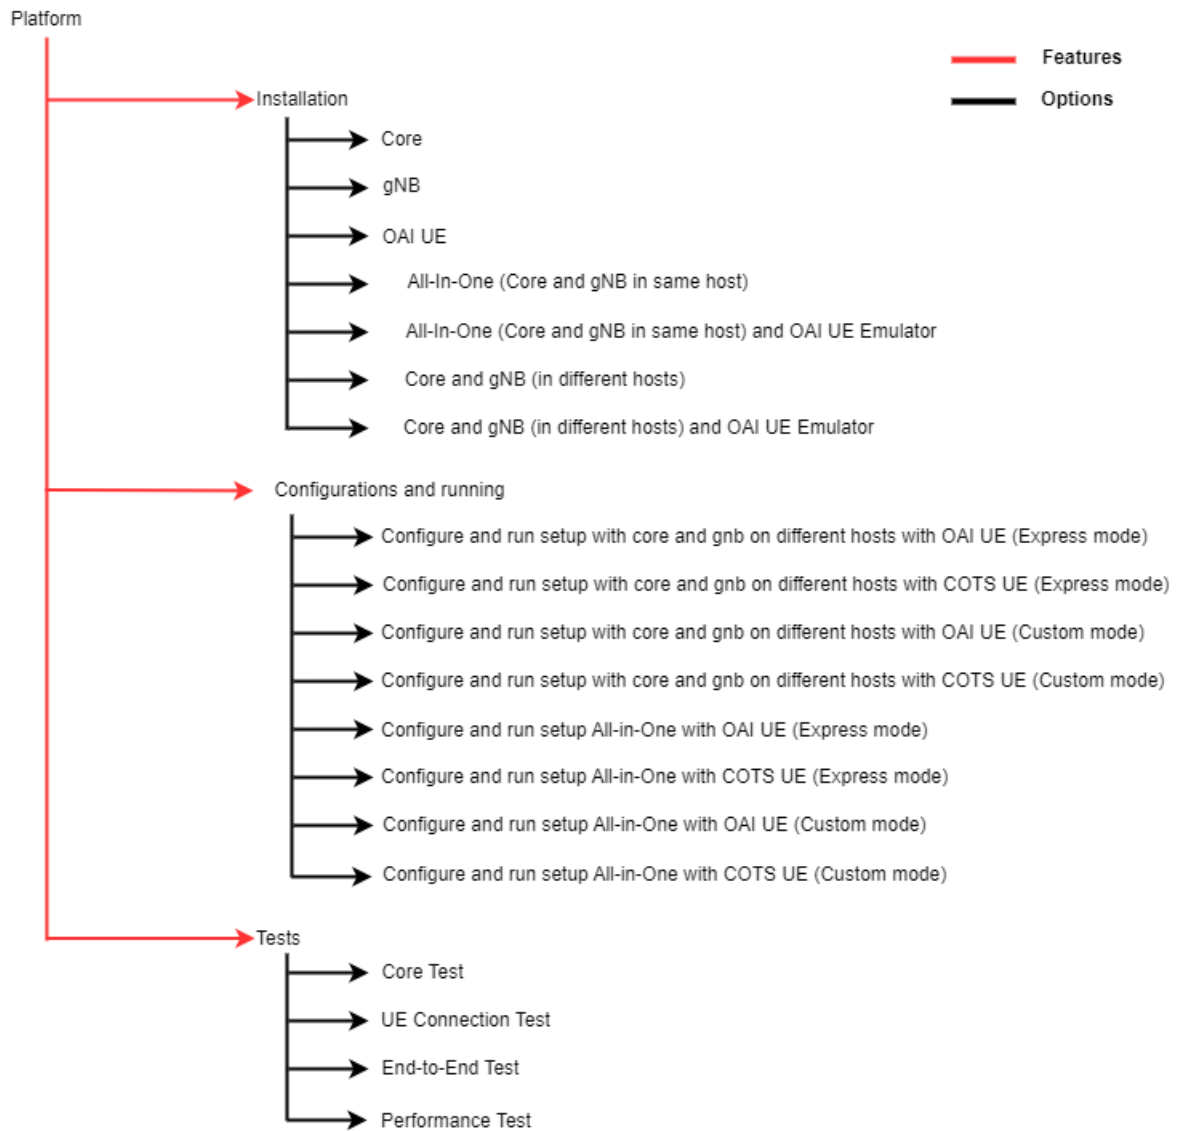 Platform
Features
Options
Installation
Core
gNB
OAI UE
All-In-One (Core and gNB in same host)
All-In-One (Core and gNB in same host) and OAI UE Emulator
Core and gNB (in different hosts)
Core and gNB (in different hosts) and OAI UE Emulator
Configurations and running
Configure and run setup with core and gnb on different hosts with OAI UE (Express mode)
Configure and run setup with core and gnb on different hosts with COTS UE (Express mode)
Configure and run setup with core and gnb on different hosts with OAI UE (Custom mode)
Configure and run setup with core and gnb on different hosts with COTS UE (Custom mode)
Configure and run setup All-in-One with OAI UE (Express mode)
Configure and run setup All-in-One with COTS UE (Express mode)
Configure and run setup All-in-One with OAI UE (Custom mode)
Configure and run setup All-in-One with COTS UE (Custom mode)
Tests
Core Test
UE Connection Test
End-to-End Test
Performance Test